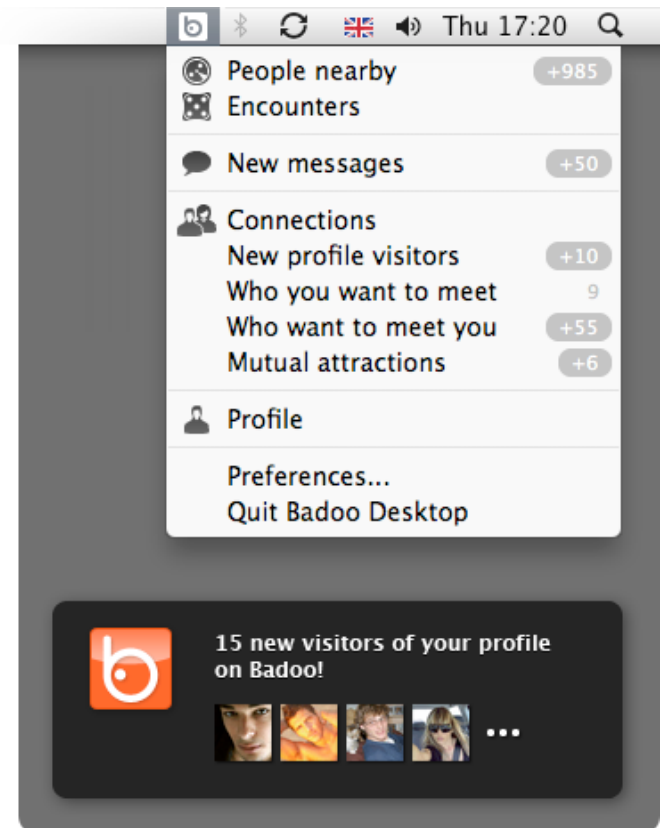 Thu 17:20
People nearby +985
Encounters
New messages +50
Connections
New profile visitors +10
Who you want to meet 9
Who want to meet you +55
Mutual attractions +6
Profile
Preferences...
Quit Badoo Desktop
15 new visitors of your profile
on Badoo!
...